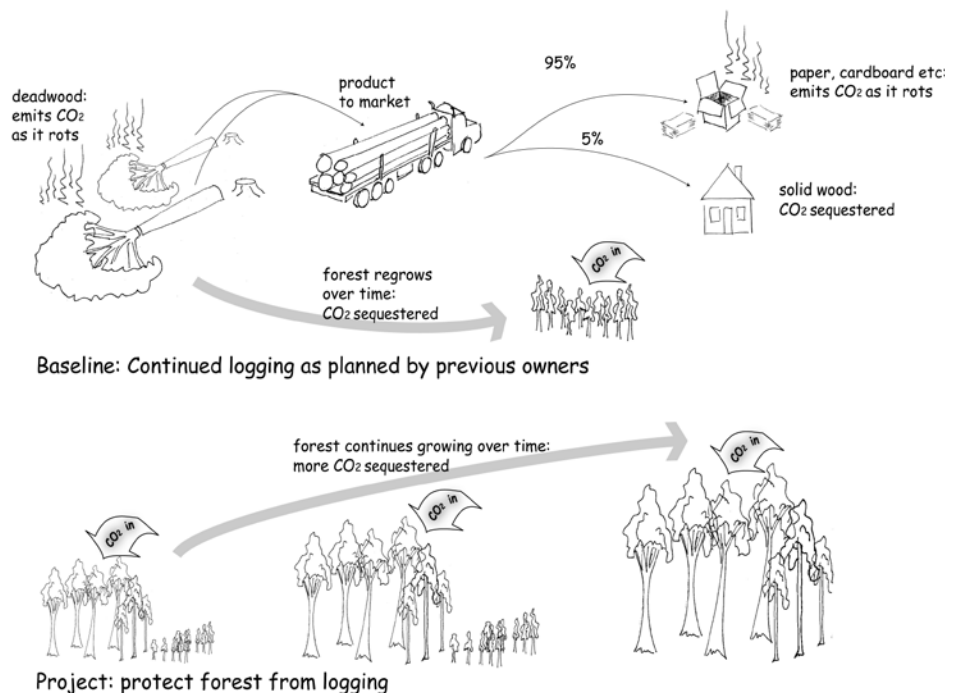 deadwood:
emits CO2
as it rots
product
to market
95%
5%
paper, cardboard etc:
emits CO2 as it rots
solid wood:
CO2 sequestered
forest regrows
over time:
CO2 sequestered
CO2 in
Baseline: Continued logging as planned by previous owners
forest continues growing over time:
more CO2 sequestered
CO2 in
CO2 in
CO2 in
Project: protect forest from logging